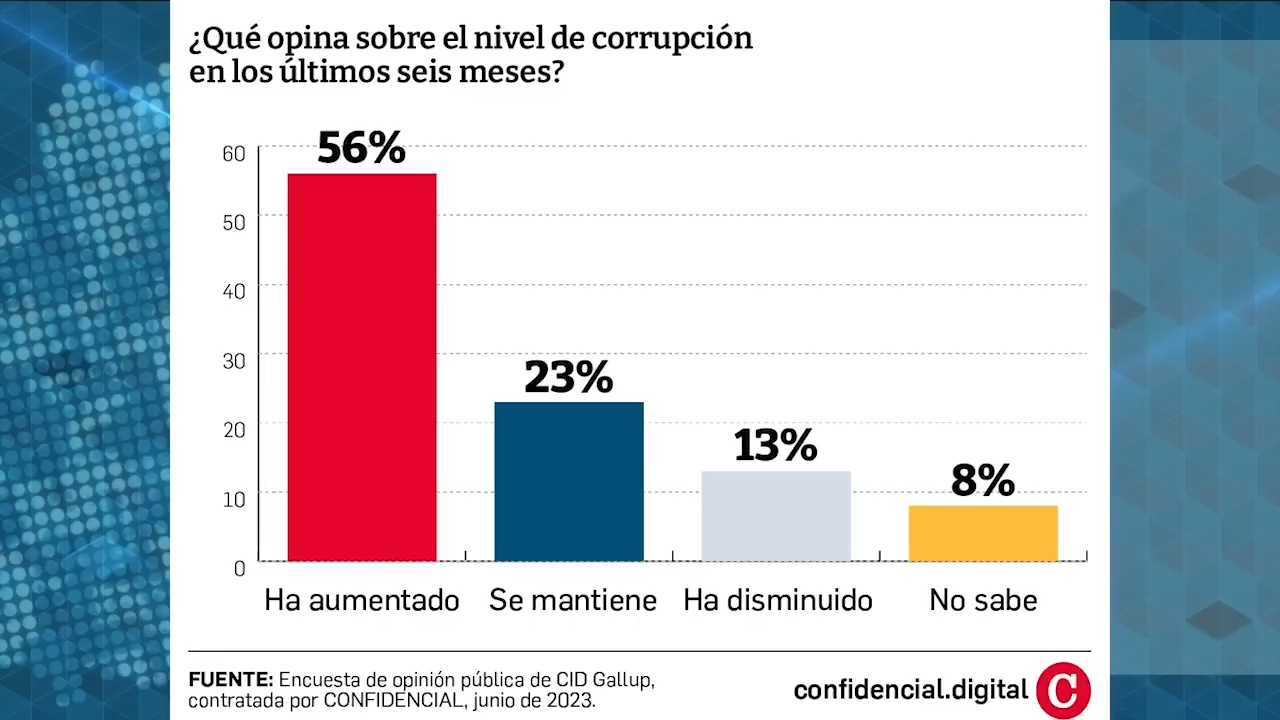 ¿Qué opina sobre el nivel de corrupción
en los últimos seis meses?
60
50
40
30
20
10
0
56%
23%
13%
8%
Ha aumentado
Se mantiene
Ha disminuido
No sabe
FUENTE: Encuesta de opinión pública de CID Gallup,
contratada por CONFIDENCIAL, junio de 2023.
confidencial.digital
C